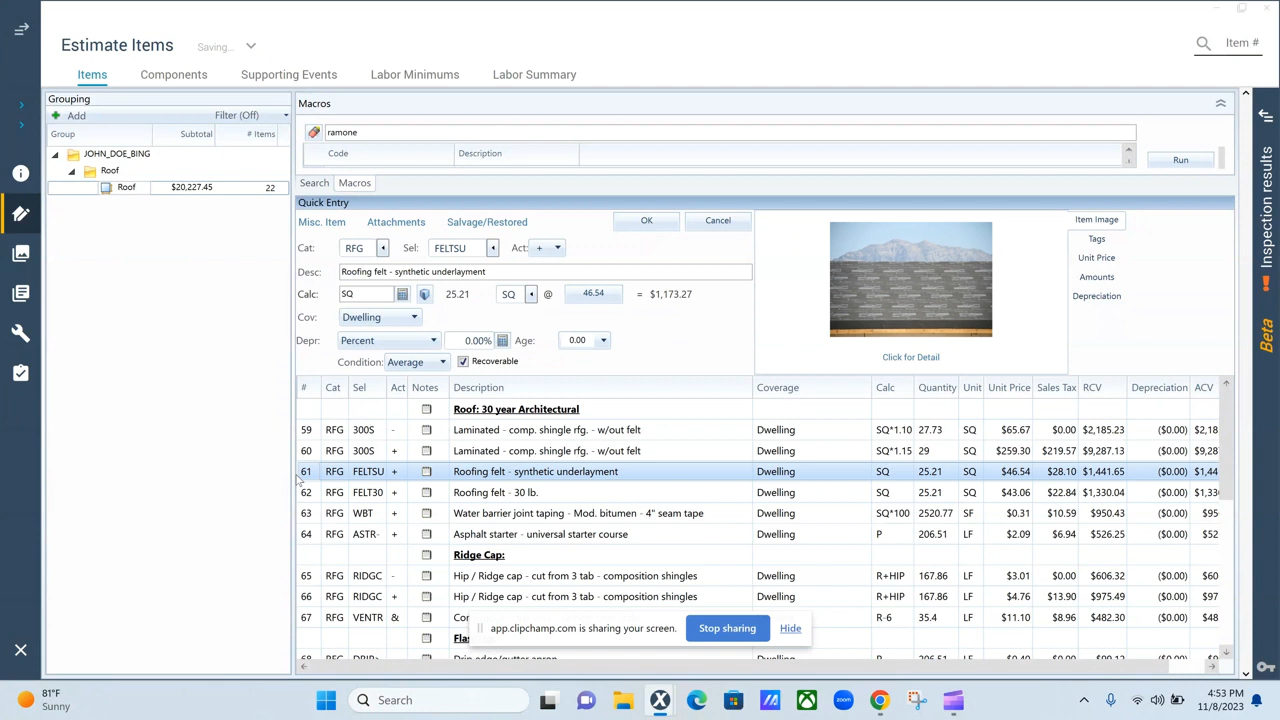 Estimate Items Saving...
Item #
Items Components Supporting Events Labor Minimums Labor Summary
Grouping
Add Filter (Off)
Group Subtotal # Items
JOHN_DOE_BING
Roof
Roof $20,227.45 22
Macros
ramone
Code Description
Run
Search Macros
Quick Entry
Misc. Item Attachments Salvage/Restored OK Cancel
Cat: RFG Sel: FELTSU Act: +
Desc: Roofing felt - synthetic underlayment
Calc: SQ 25.21 SQ @ 46.54 = $1,173.27
Cov: Dwelling
Depr: Percent 0.00% Age: 0.00
Condition: Average Recoverable
Click for Detail
Item Image
Tags
Unit Price
Amounts
Depreciation
# Cat Sel Act Notes Description Coverage Calc Quantity Unit Unit Price Sales Tax RCV Depreciation ACV
Roof: 30 year Architectural
59 RFG 300S - Laminated - comp. shingle rfg. - w/out felt Dwelling SQ*1.10 27.73 SQ $65.67 $0.00 $2,185.23 ($0.00) $2,18
60 RFG 300S + Laminated - comp. shingle rfg. - w/out felt Dwelling SQ*1.15 29 SQ $259.30 $219.57 $9,287.13 ($0.00) $9,28
61 RFG FELTSU + Roofing felt - synthetic underlayment Dwelling SQ 25.21 SQ $46.54 $28.10 $1,441.65 ($0.00) $1,44
62 RFG FELT30 + Roofing felt - 30 lb. Dwelling SQ 25.21 SQ $43.06 $22.84 $1,330.04 ($0.00) $1,33
63 RFG WBT + Water barrier joint taping - Mod. bitumen - 4" seam tape Dwelling SQ*100 2520.77 SF $0.31 $10.59 $950.43 ($0.00) $95
64 RFG ASTR- + Asphalt starter - universal starter course Dwelling P 206.51 LF $2.09 $6.94 $526.25 ($0.00) $52
Ridge Cap:
65 RFG RIDGC - Hip / Ridge cap - cut from 3 tab - composition shingles Dwelling R+HIP 167.86 LF $3.01 $0.00 $606.32 ($0.00) $60
66 RFG RIDGC + Hip / Ridge cap - cut from 3 tab - composition shingles Dwelling R+HIP 167.86 LF $4.76 $13.90 $975.49 ($0.00) $97
67 RFG VENTR & Dwelling R-6 35.4 LF $11.10 $8.96 $482.30 ($0.00) $48
app.clipchamp.com is sharing your screen. Stop sharing Hide
Inspection results
Beta
81°F
Sunny
Search
zoom
4:53 PM
11/8/2023